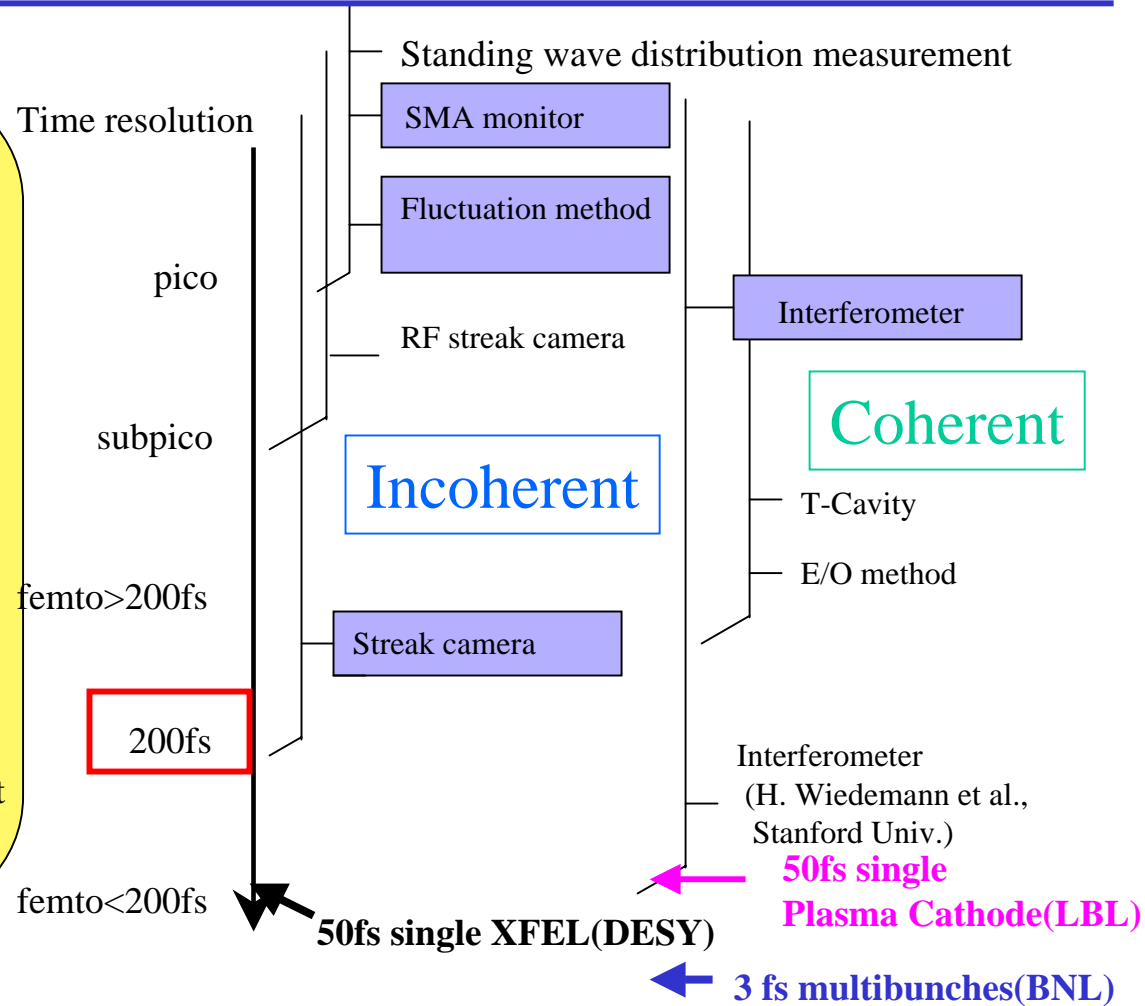 Standing wave distribution measurement
Time resolution
SMA monitor
Fluctuation method
pico
Interferometer
RF streak camera
subpico
Coherent
Incoherent
T-Cavity
E/O method
femto>200fs
Streak camera
200fs
Interferometer
(H. Wiedemann et al.,
Stanford Univ.)
t
50fs single
Plasma Cathode(LBL)
femto<200fs
50fs single XFEL(DESY)
3 fs multibunches(BNL)